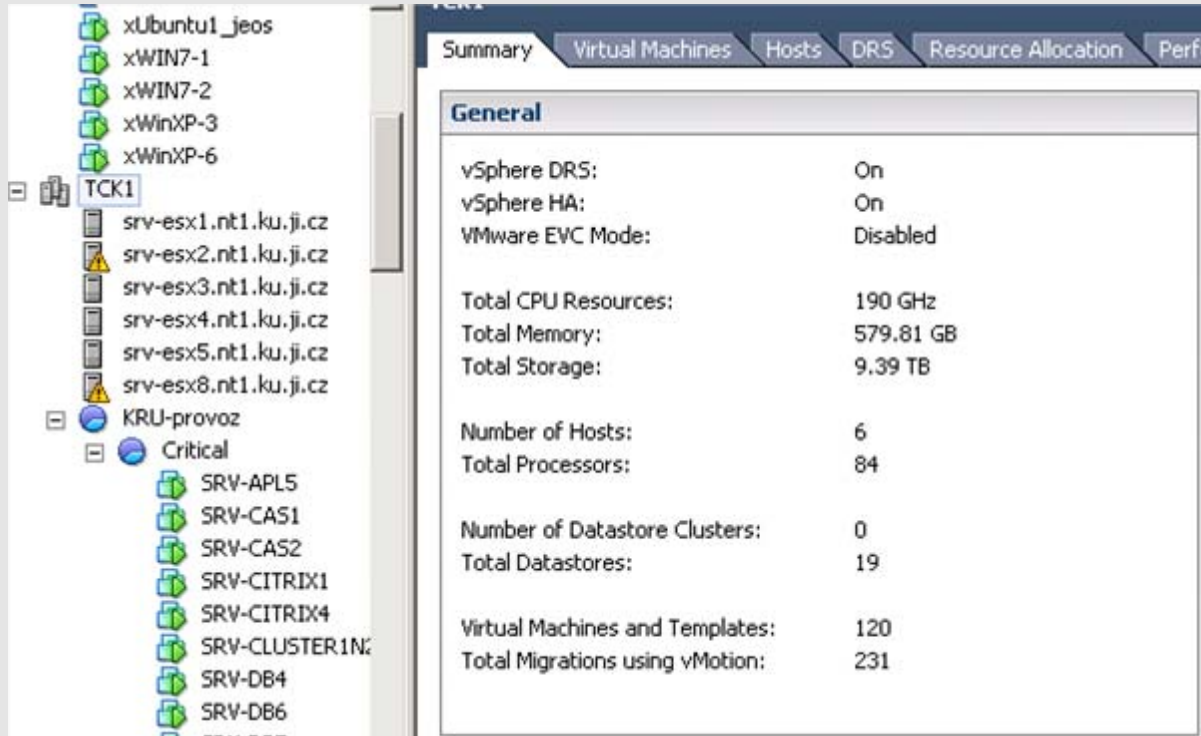 xUbuntu1_jeos
xWIN7-1
xWIN7-2
xWinXP-3
xWinXP-6
TCK1
srv-esx1.nt1.ku.ji.cz
srv-esx2.nt1.ku.ji.cz
srv-esx3.nt1.ku.ji.cz
srv-esx4.nt1.ku.ji.cz
srv-esx5.nt1.ku.ji.cz
srv-esx8.nt1.ku.ji.cz
KRU-provoz
Critical
SRV-APL5
SRV-CAS1
SRV-CAS2
SRV-CITRIX1
SRV-CITRIX4
SRV-CLUSTER1N2
SRV-DB4
SRV-DB6
TCK1
Summary Virtual Machines Hosts DRS Resource Allocation Perf
General
vSphere DRS: On
vSphere HA: On
VMware EVC Mode: Disabled
Total CPU Resources: 190 GHz
Total Memory: 579.81 GB
Total Storage: 9.39 TB
Number of Hosts: 6
Total Processors: 84
Number of Datastore Clusters: 0
Total Datastores: 19
Virtual Machines and Templates: 120
Total Migrations using vMotion: 231